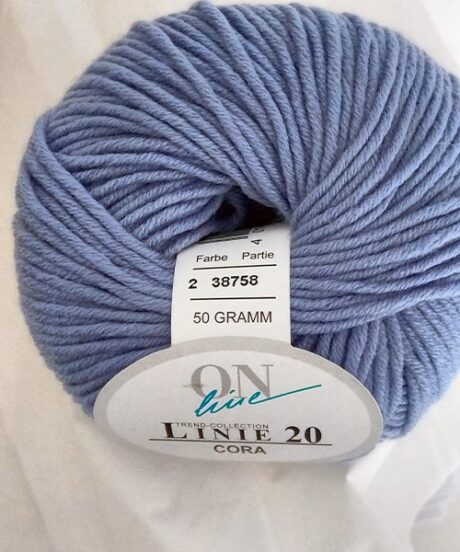 Farbe Partie
2 38758
50 GRAMM
ON
line
TREND-COLLECTION
LINIE 20
CORA